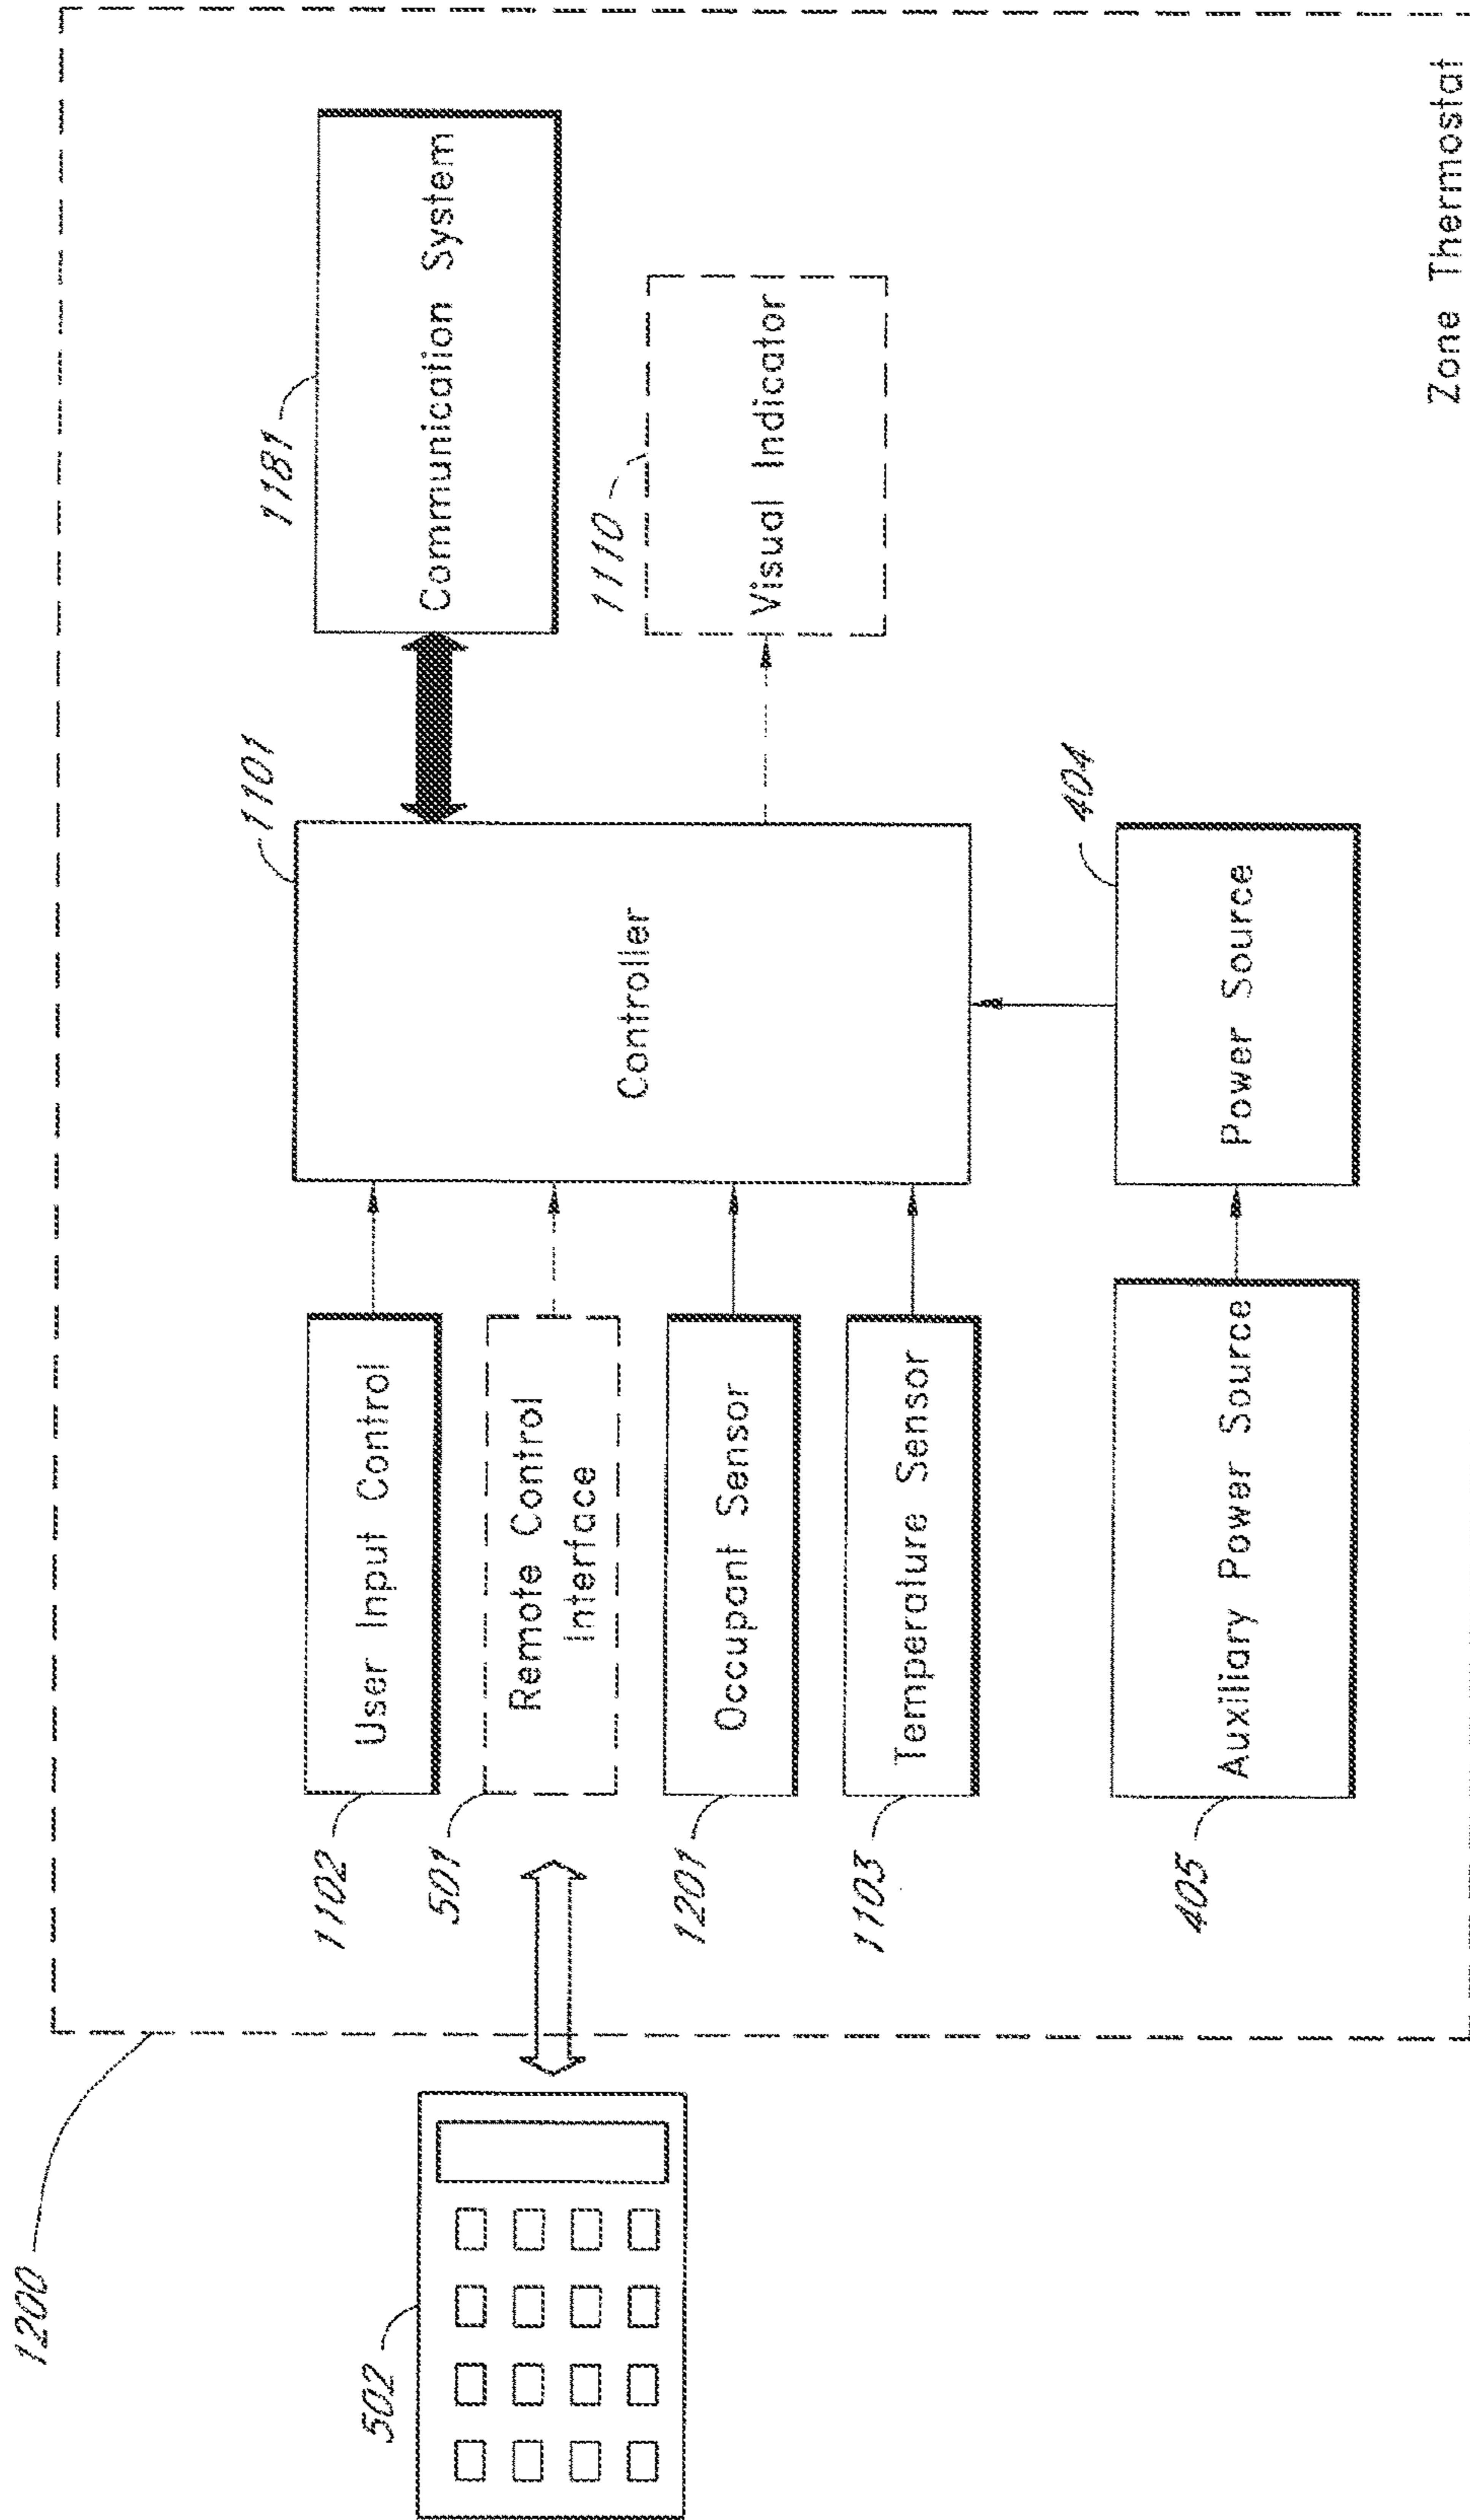 1200
502
1102
User Input Control
501
Remote Control
Interface
1201
Occupant Sensor
1103
Temperature Sensor
405
Auxiliary Power Source
1101
Controller
404
Power Source
1181
Communication System
1110
Visual Indicator
Zone Thermostat